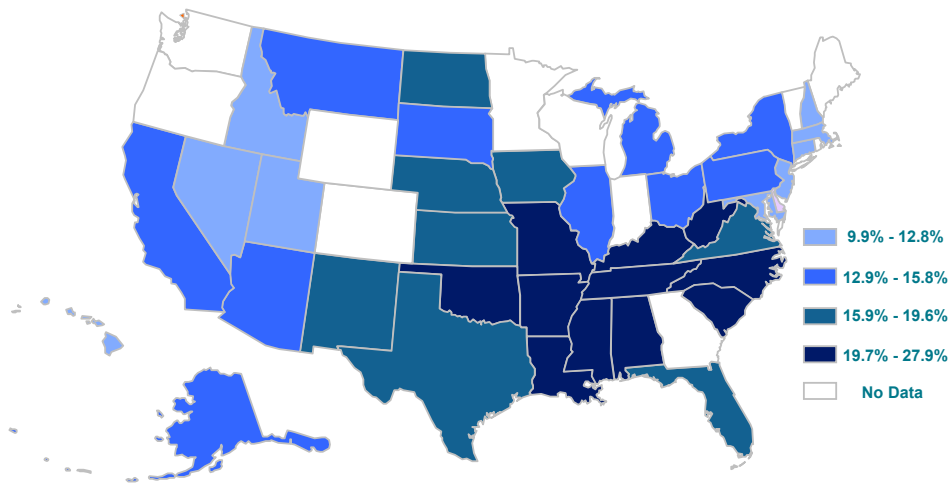 9.9% - 12.8%
12.9% - 15.8%
15.9% - 19.6%
19.7% - 27.9%
No Data